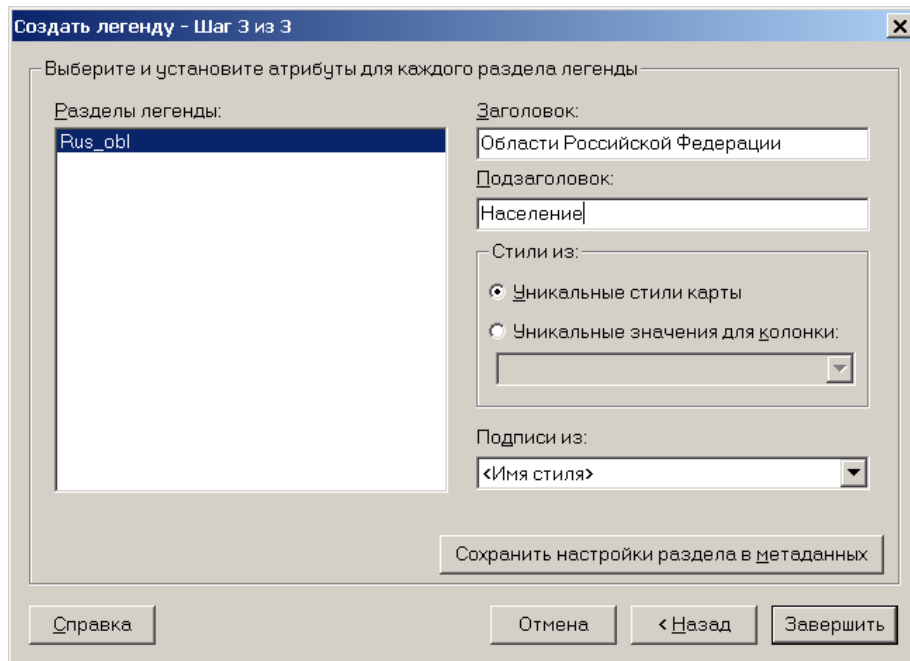 Создать легенду - Шаг 3 из 3
Выберите и установите атрибуты для каждого раздела легенды
Разделы легенды:
Rus_obl
Заголовок:
Области Российской Федерации
Подзаголовок:
Население
Стили из:
Уникальные стили карты
Уникальные значения для колонки:
Подписи из:
<Имя стиля>
Сохранить настройки раздела в метаданных
Справка
Отмена
< Назад
Завершить